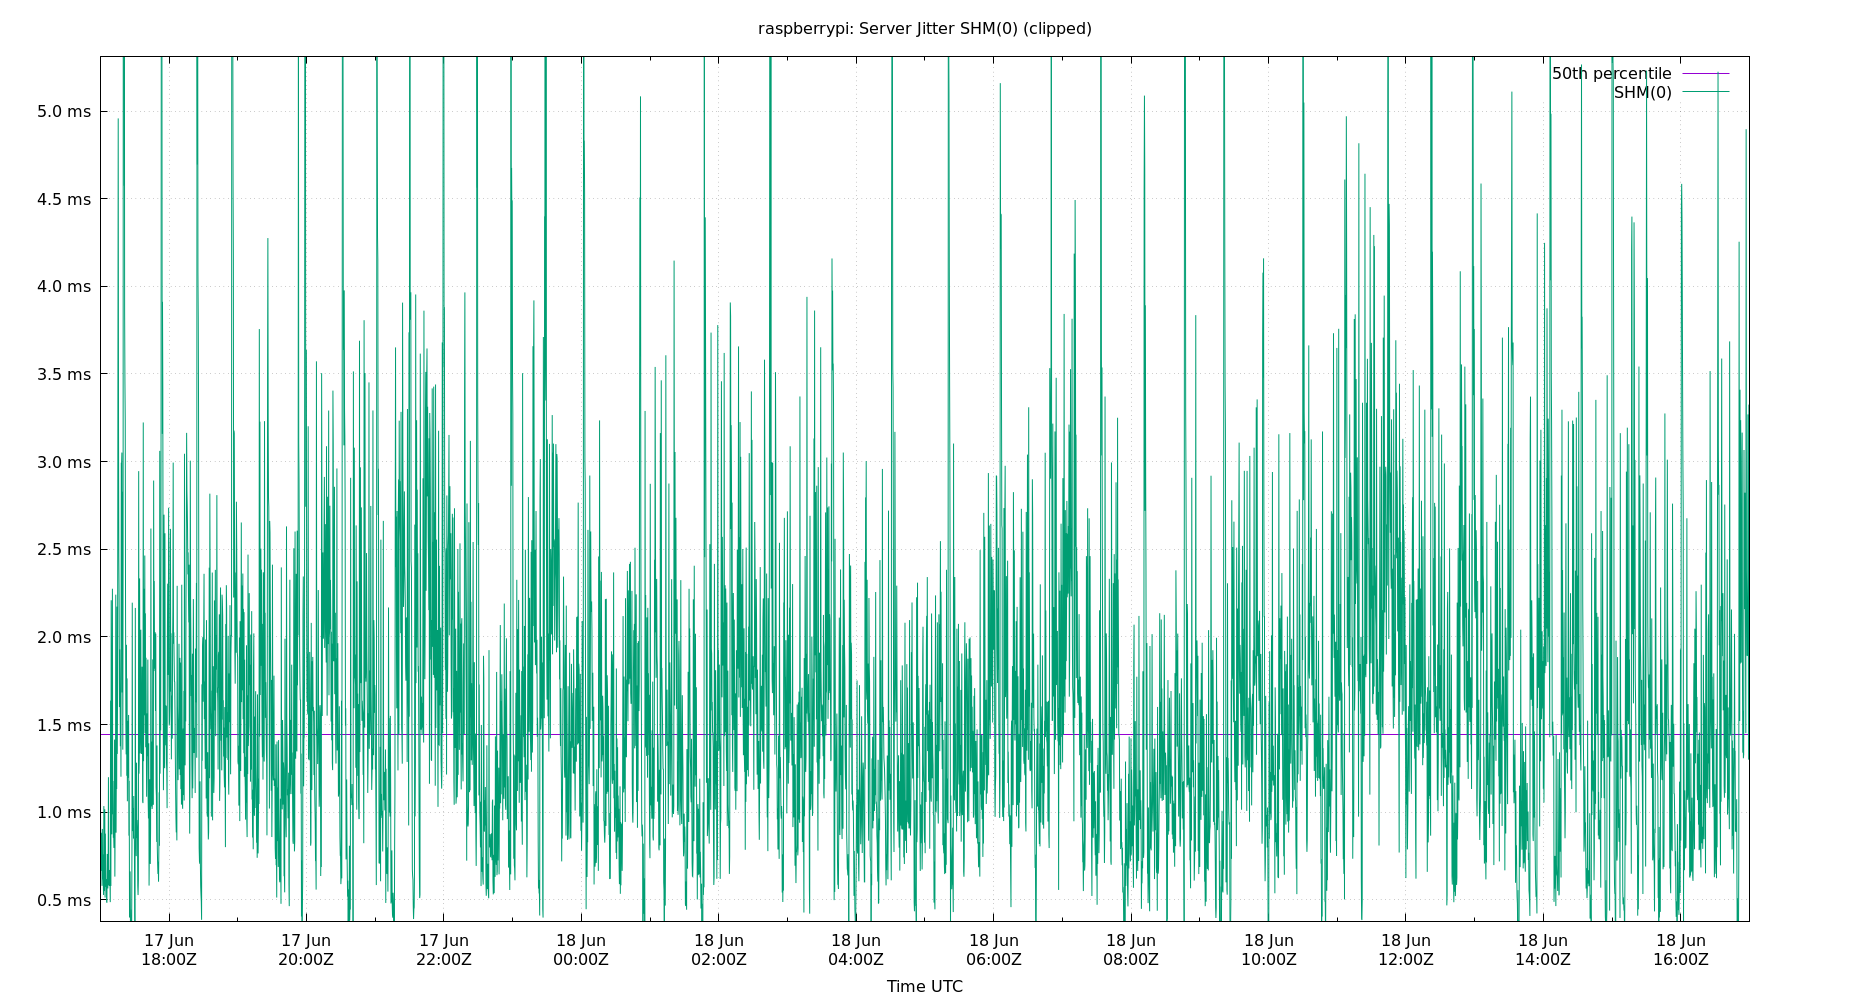 raspberrypi: Server Jitter SHM(0) (clipped)
50th percentile
SHM(0)
5.0 ms
4.5 ms
4.0 ms
3.5 ms
3.0 ms
2.5 ms
2.0 ms
1.5 ms
1.0 ms
0.5 ms
17 Jun 17 Jun 17 Jun 18 Jun 18 Jun 18 Jun 18 Jun 18 Jun 18 Jun 18 Jun 18 Jun 18 Jun
18:00Z 20:00Z 22:00Z 00:00Z 02:00Z 04:00Z 06:00Z 08:00Z 10:00Z 12:00Z 14:00Z 16:00Z
Time UTC